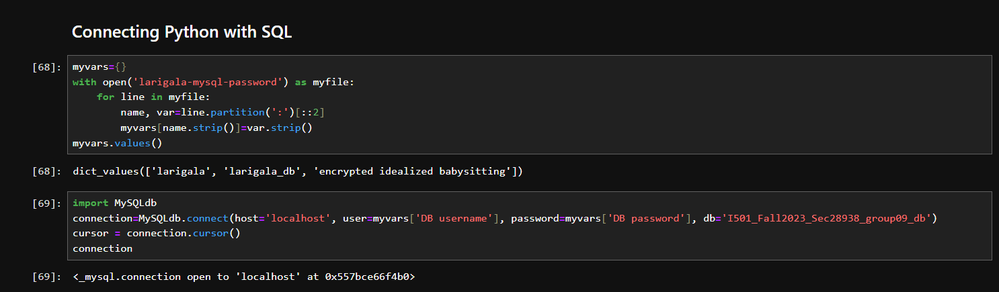 Connecting Python with SQL
[68]: myvars={}
with open('larigala-mysql-password') as myfile:
    for line in myfile:
        name, var=line.partition(':')[::2]
        myvars[name.strip()]=var.strip()
myvars.values()
[68]: dict_values(['larigala', 'larigala_db', 'encrypted idealized babysitting'])
[69]: import MySQLdb
connection=MySQLdb.connect(host='localhost', user=myvars['DB username'], password=myvars['DB password'], db='I501_Fall2023_Sec28938_group09_db')
cursor = connection.cursor()
connection
[69]: <_mysql.connection open to 'localhost' at 0x557bce66f4b0>